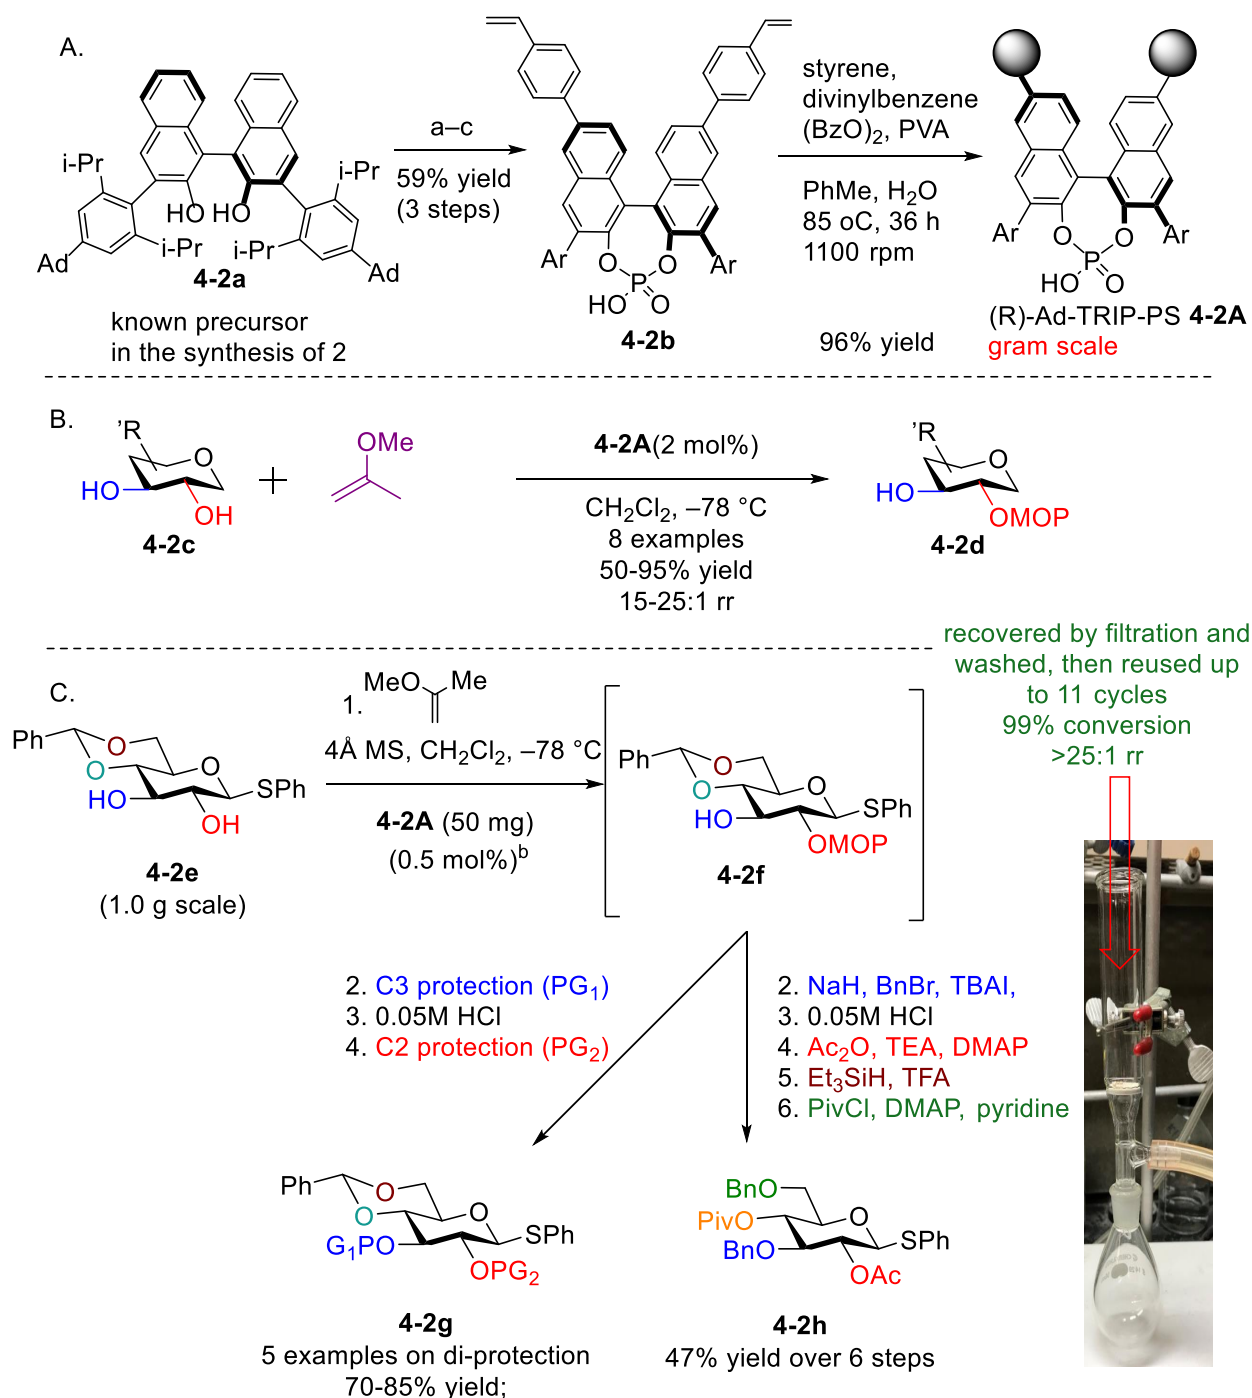 A.
i-Pr
i-Pr
HO HO
i-Pr
i-Pr
Ad
Ad
4-2a
known precursor
in the synthesis of 2
a–c
59% yield
(3 steps)
Ar
O
O
Ar
P
HO
O
4-2b
styrene,
divinylbenzene
(BzO)2, PVA
PhMe, H2O
85 oC, 36 h
1100 rpm
96% yield
Ar
O
O
Ar
P
HO
O
(R)-Ad-TRIP-PS 4-2A
gram scale
B.
'R
O
HO
OH
4-2c
OMe
4-2A(2 mol%)
CH2Cl2, –78 °C
8 examples
50-95% yield
15-25:1 rr
'R
O
HO
OMOP
4-2d
recovered by filtration and
washed, then reused up
to 11 cycles
99% conversion
>25:1 rr
C.
Ph
O
O
O
HO
SPh
OH
4-2e
(1.0 g scale)
MeO Me
1.
4Å MS, CH2Cl2, –78 °C
4-2A (50 mg)
(0.5 mol%)b
Ph
O
O
O
HO
SPh
OMOP
4-2f
2. C3 protection (PG1)
3. 0.05M HCl
4. C2 protection (PG2)
2. NaH, BnBr, TBAI,
3. 0.05M HCl
4. Ac2O, TEA, DMAP
5. Et3SiH, TFA
6. PivCl, DMAP, pyridine
Ph
O
O
O
SPh
G1PO
OPG2
4-2g
5 examples on di-protection
70-85% yield;
BnO
PivO
O
BnO
SPh
OAc
4-2h
47% yield over 6 steps